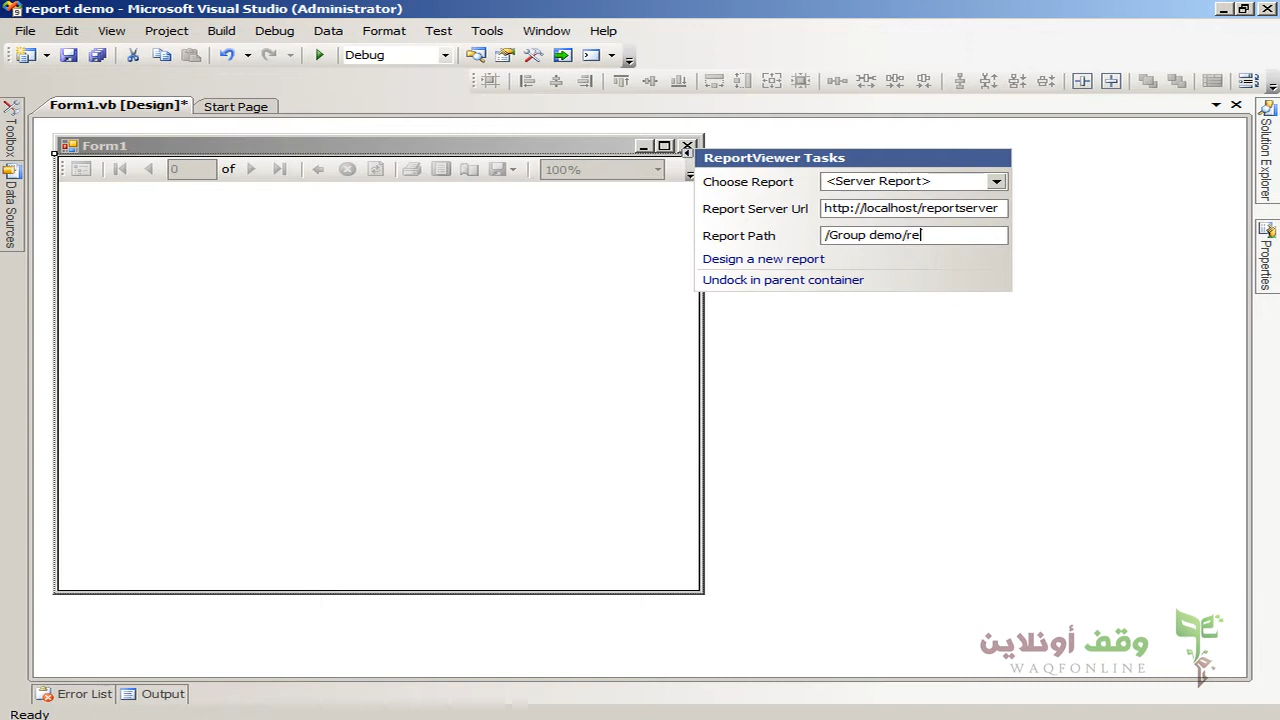 report demo - Microsoft Visual Studio (Administrator)
File Edit View Project Build Debug Data Format Test Tools Window Help
Debug
Form1.vb [Design]* Start Page
Toolbox
Data Sources
Solution Explorer
Properties
Form1
0 of 100%
ReportViewer Tasks
Choose Report <Server Report>
Report Server Url http://localhost/reportserver
Report Path /Group demo/re
Design a new report
Undock in parent container
وقف أونلاين
WAQFONLINE
Error List Output
Ready